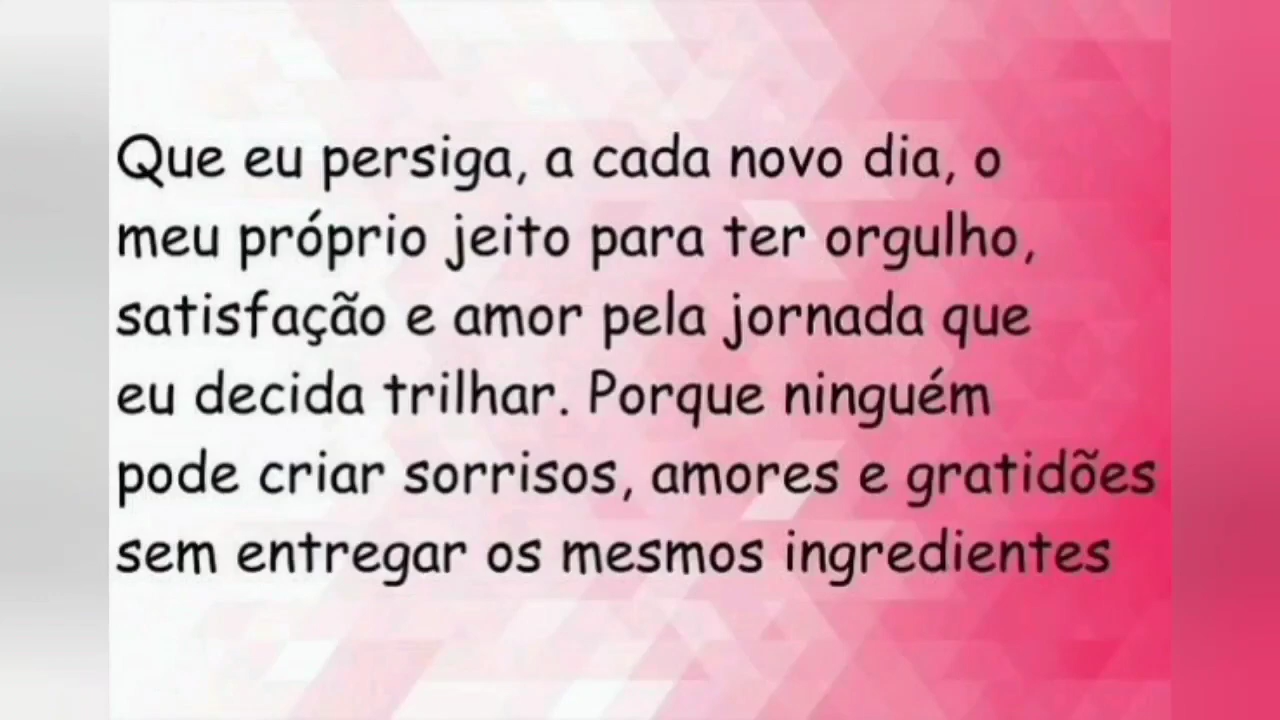 Que eu persiga, a cada novo dia, o
meu próprio jeito para ter orgulho,
satisfação e amor pela jornada que
eu decida trilhar. Porque ninguém
pode criar sorrisos, amores e gratidões
sem entregar os mesmos ingredientes